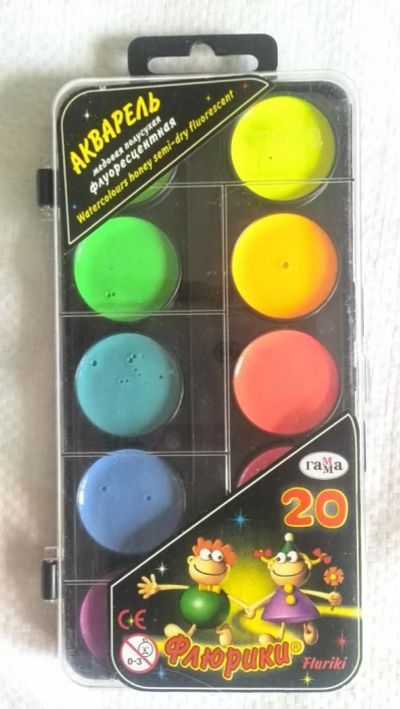 АКВАРЕЛЬ
медовая полусухая
флуоресцентная
Watercolours honey semi-dry fluorescent
гамма
20
CE
0-3
Флюрики®
Fluriki